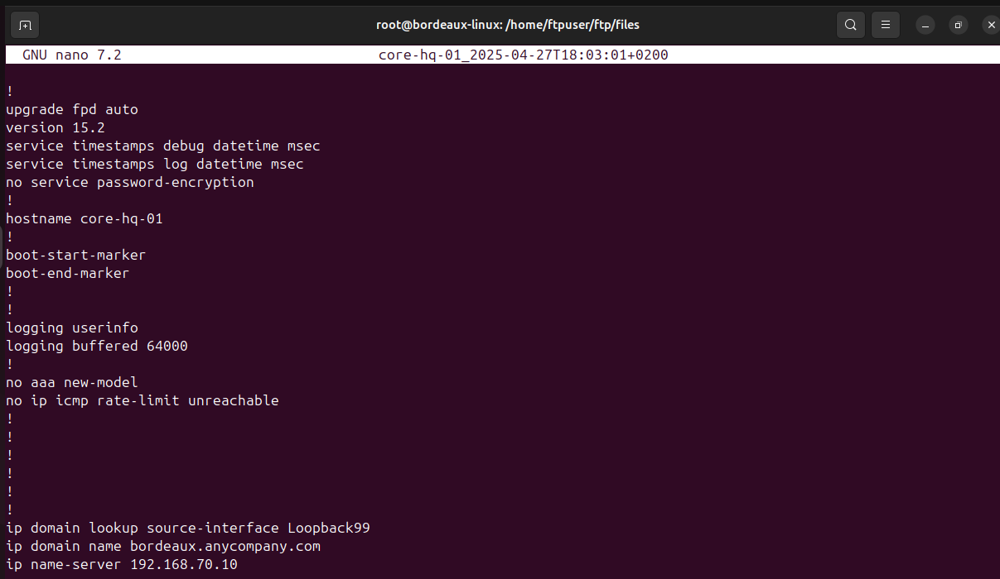 root@bordeaux-linux: /home/ftpuser/ftp/files
GNU nano 7.2 core-hq-01_2025-04-27T18:03:01+0200
!
upgrade fpd auto
version 15.2
service timestamps debug datetime msec
service timestamps log datetime msec
no service password-encryption
!
hostname core-hq-01
!
boot-start-marker
boot-end-marker
!
!
logging userinfo
logging buffered 64000
!
no aaa new-model
no ip icmp rate-limit unreachable
!
!
!
!
!
!
ip domain lookup source-interface Loopback99
ip domain name bordeaux.anycompany.com
ip name-server 192.168.70.10